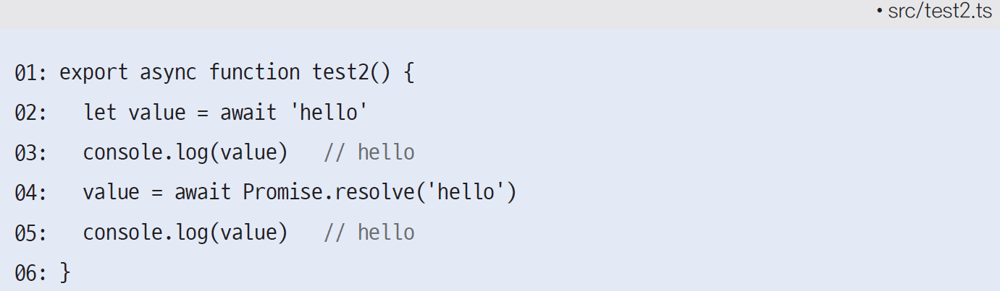 • src/test2.ts
01: export async function test2() {
02:   let value = await 'hello'
03:   console.log(value)   // hello
04:   value = await Promise.resolve('hello')
05:   console.log(value)   // hello
06: }